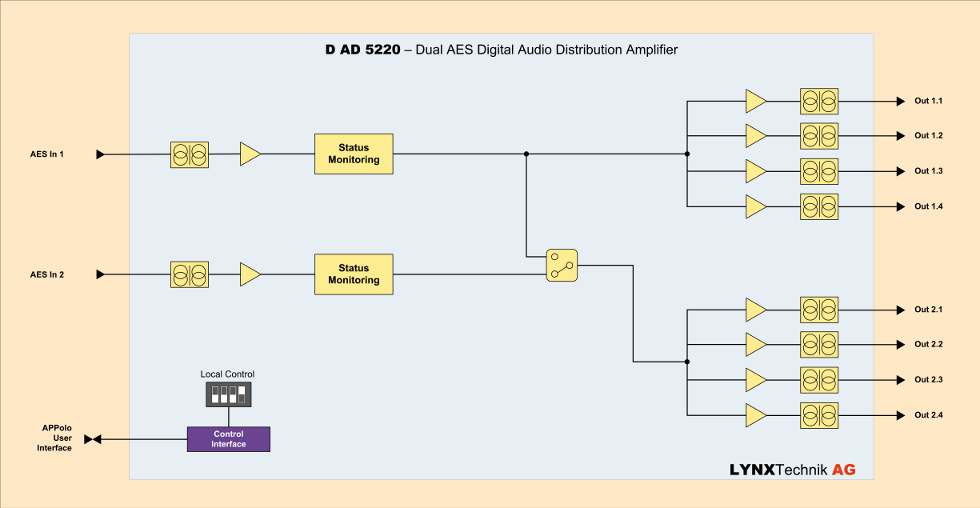 D AD 5220 – Dual AES Digital Audio Distribution Amplifier
Out 1.1
Out 1.2
AES In 1
Status
Monitoring
Out 1.3
Out 1.4
AES In 2
Status
Monitoring
Out 2.1
Out 2.2
Out 2.3
Out 2.4
Local Control
APPolo
User
Interface
Control
Interface
LYNXTechnik AG